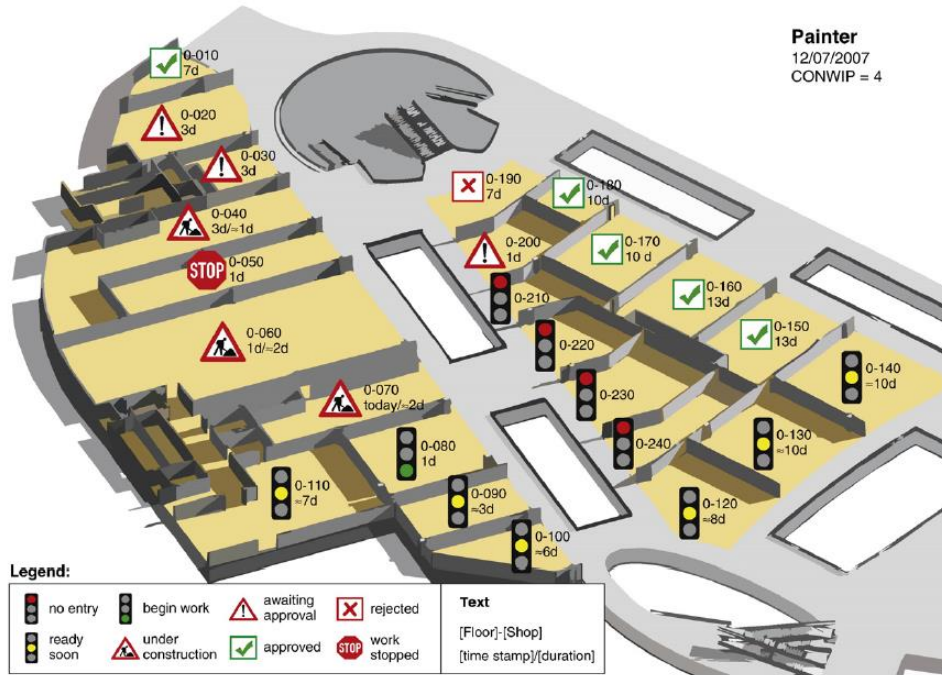 Painter
12/07/2007
CONWIP = 4
0-010
7d
0-020
3d
0-030
3d
0-040
3d/≈1d
STOP
0-050
1d
0-060
1d/≈2d
0-070
today/≈2d
0-080
1d
0-090
≈3d
0-100
≈6d
0-110
≈7d
0-190
7d
0-180
10d
0-200
1d
0-170
10 d
0-210
0-160
13d
0-220
0-150
13d
0-230
0-140
≈10d
0-240
0-130
≈10d
0-120
≈8d
Legend:
no entry
begin work
awaiting
approval
rejected
ready
soon
under
construction
approved
STOP
work
stopped
Text
[Floor]-[Shop]
[time stamp]/[duration]